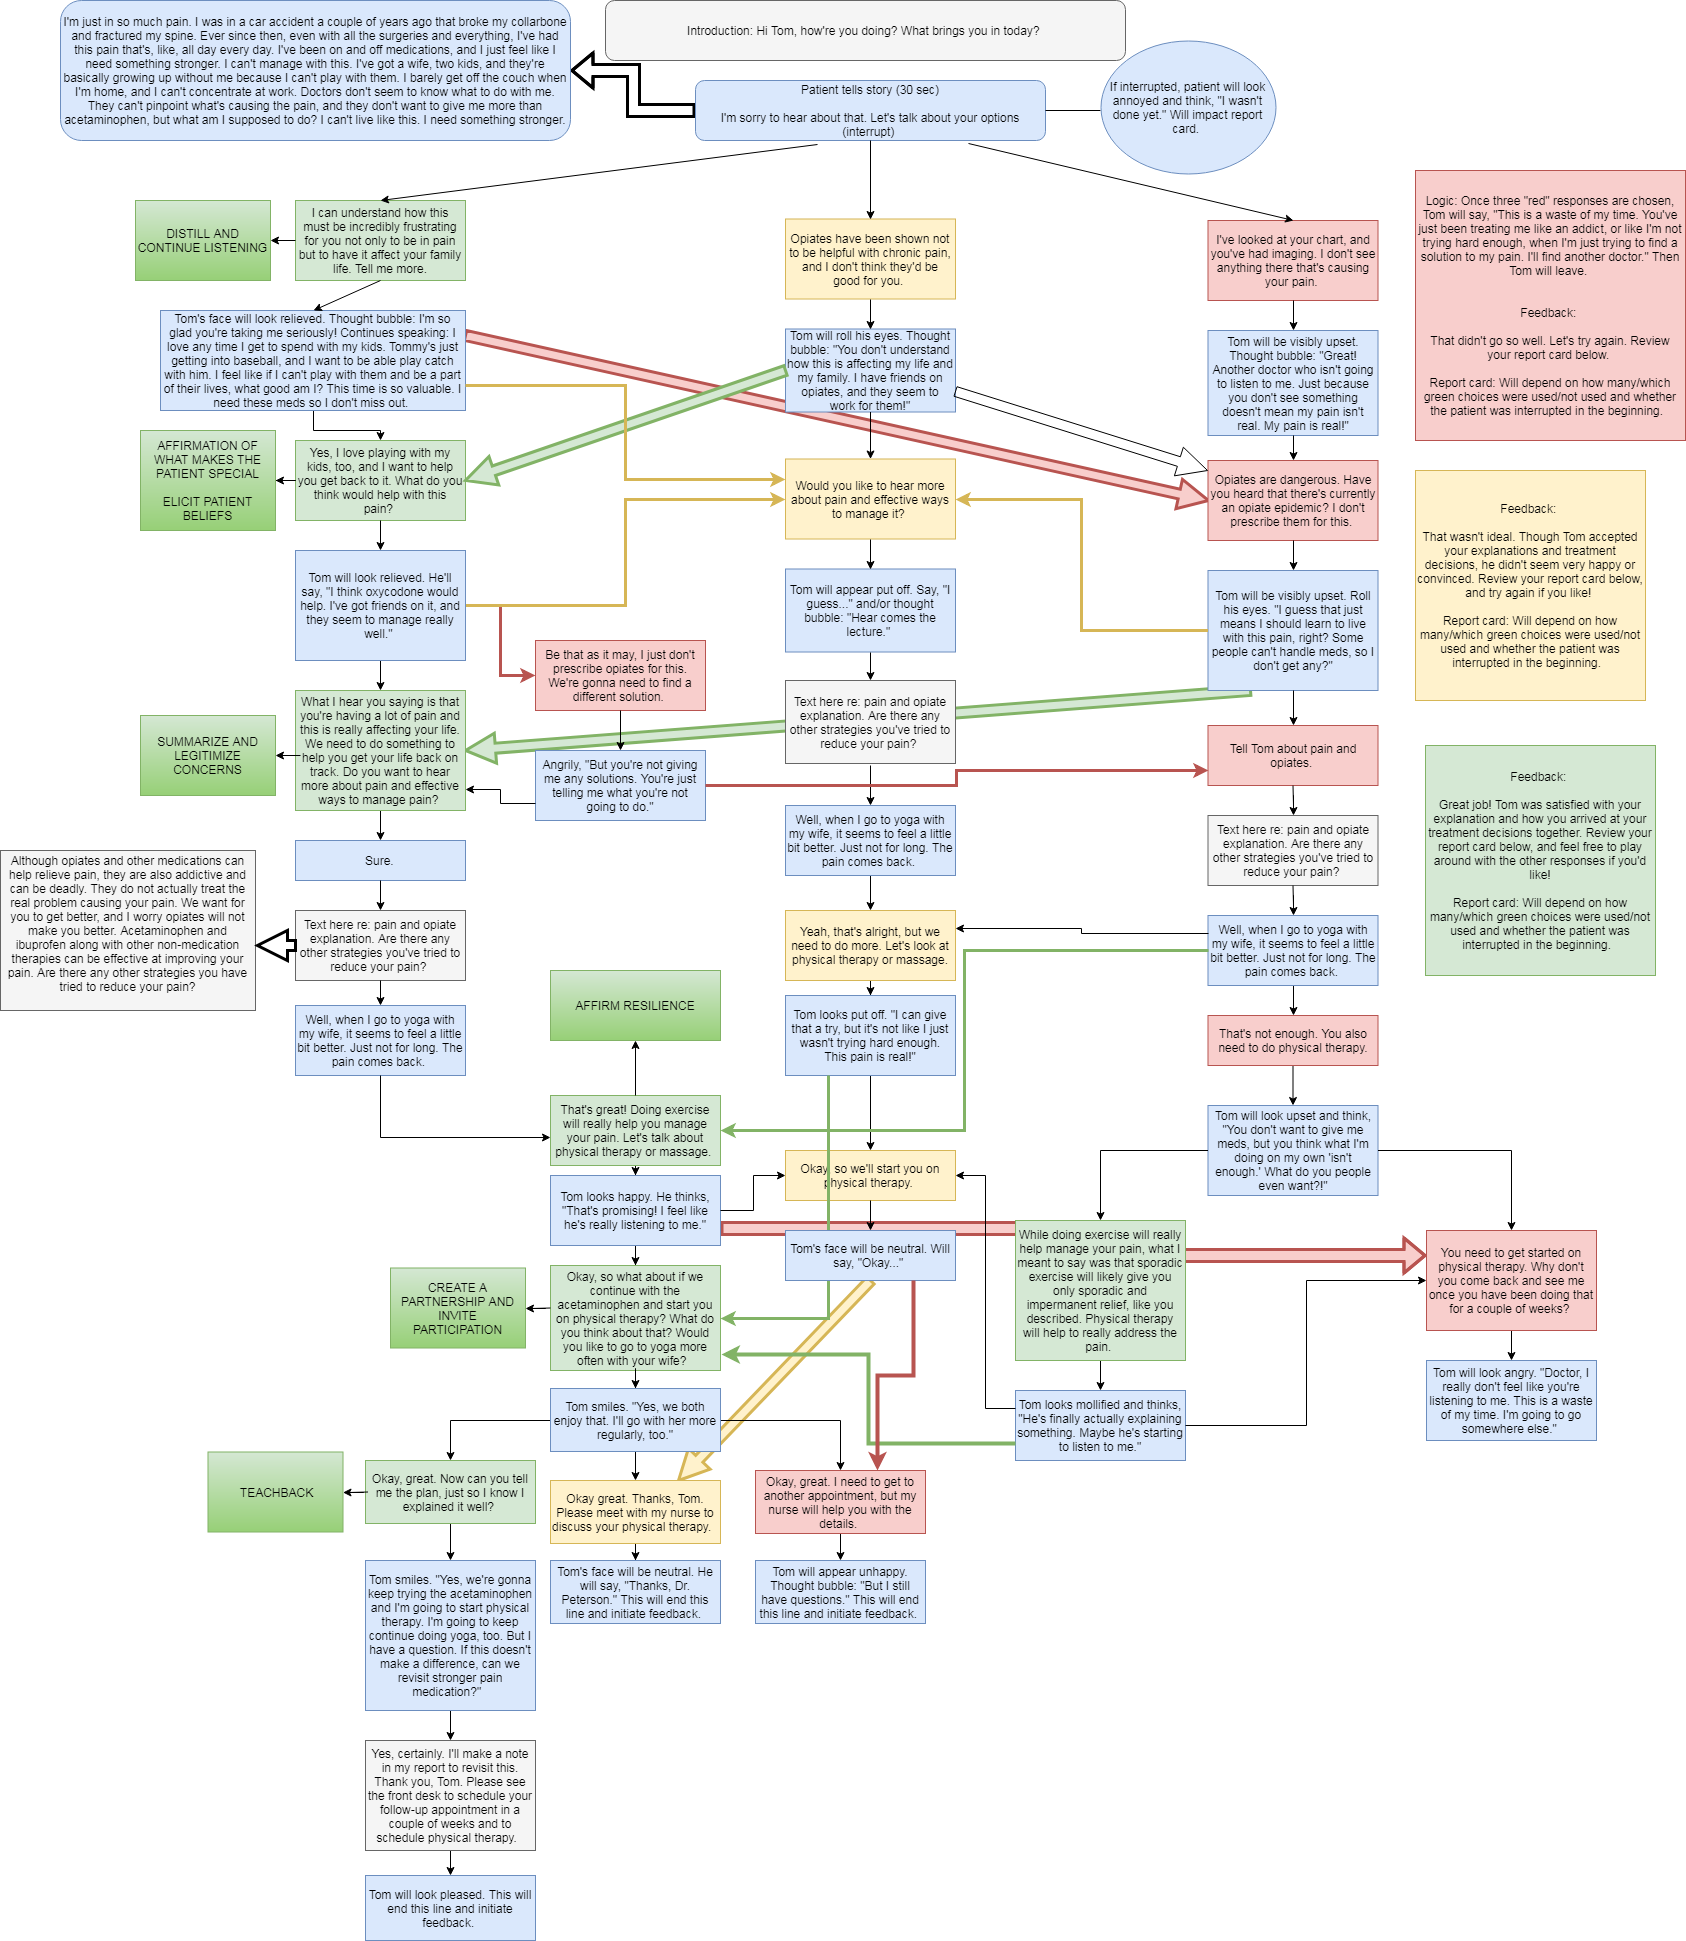 I'm just in so much pain. I was in a car accident a couple of years ago that broke my collarbone
and fractured my spine. Ever since then, even with all the surgeries and everything, I've had
this pain that's, like, all day every day. I've been on and off medications, and I just feel like I
need something stronger. I can't manage with this. I've got a wife, two kids, and they're
basically growing up without me because I can't play with them. I barely get off the couch when
I'm home, and I can't concentrate at work. Doctors don't seem to know what to do with me.
They can't pinpoint what's causing the pain, and they don't want to give me more than
acetaminophen, but what am I supposed to do? I can't live like this. I need something stronger.
Introduction: Hi Tom, how're you doing? What brings you in today?
Patient tells story (30 sec)
I'm sorry to hear about that. Let's talk about your options
(interrupt)
If interrupted, patient will look
annoyed and think, "I wasn't
done yet." Will impact report
card.
DISTILL AND
CONTINUE LISTENING
I can understand how this
must be incredibly frustrating
for you not only to be in pain
but to have it affect your family
life. Tell me more.
Opiates have been shown not
to be helpful with chronic pain,
and I don't think they'd be
good for you.
I've looked at your chart, and
you've had imaging. I don't see
anything there that's causing
your pain.
Logic: Once three "red" responses are chosen,
Tom will say, "This is a waste of my time. You've
just been treating me like an addict, or like I'm not
trying hard enough, when I'm just trying to find a
solution to my pain. I'll find another doctor." Then
Tom will leave.
Feedback:
That didn't go so well. Let's try again. Review
your report card below.
Report card: Will depend on how many/which
green choices were used/not used and whether
the patient was interrupted in the beginning.
Tom's face will look relieved. Thought bubble: I'm so
glad you're taking me seriously! Continues speaking: I
love any time I get to spend with my kids. Tommy's just
getting into baseball, and I want to be able play catch
with him. I feel like if I can't play with them and be a part
of their lives, what good am I? This time is so valuable. I
need these meds so I don't miss out.
Tom will roll his eyes. Thought
bubble: "You don't understand
how this is affecting my life and
my family. I have friends on
opiates, and they seem to
work for them!"
Tom will be visibly upset.
Thought bubble: "Great!
Another doctor who isn't going
to listen to me. Just because
you don't see something
doesn't mean my pain isn't
real. My pain is real!"
AFFIRMATION OF
WHAT MAKES THE
PATIENT SPECIAL
ELICIT PATIENT
BELIEFS
Yes, I love playing with my
kids, too, and I want to help
you get back to it. What do you
think would help with this
pain?
Would you like to hear more
about pain and effective ways
to manage it?
Opiates are dangerous. Have
you heard that there's currently
an opiate epidemic? I don't
prescribe them for this.
Feedback:
That wasn't ideal. Though Tom accepted
your explanations and treatment
decisions, he didn't seem very happy or
convinced. Review your report card below,
and try again if you like!
Report card: Will depend on how
many/which green choices were used/not
used and whether the patient was
interrupted in the beginning.
Tom will look relieved. He'll
say, "I think oxycodone would
help. I've got friends on it, and
they seem to manage really
well."
Tom will appear put off. Say, "I
guess..." and/or thought
bubble: "Hear comes the
lecture."
Tom will be visibly upset. Roll
his eyes. "I guess that just
means I should learn to live
with this pain, right? Some
people can't handle meds, so I
don't get any?"
Be that as it may, I just don't
prescribe opiates for this.
We're gonna need to find a
different solution.
SUMMARIZE AND
LEGITIMIZE
CONCERNS
What I hear you saying is that
you're having a lot of pain and
this is really affecting your life.
We need to do something to
help you get your life back on
track. Do you want to hear
more about pain and effective
ways to manage pain?
Text here re: pain and opiate
explanation. Are there any
other strategies you've tried to
reduce your pain?
Tell Tom about pain and
opiates.
Angrily, "But you're not giving
me any solutions. You're just
telling me what you're not
going to do."
Feedback:
Great job! Tom was satisfied with your
explanation and how you arrived at your
treatment decisions together. Review your
report card below, and feel free to play
around with the other responses if you'd
like!
Report card: Will depend on how
many/which green choices were used/not
used and whether the patient was
interrupted in the beginning.
Well, when I go to yoga with
my wife, it seems to feel a little
bit better. Just not for long. The
pain comes back.
Text here re: pain and opiate
explanation. Are there any
other strategies you've tried to
reduce your pain?
Sure.
Although opiates and other medications can
help relieve pain, they are also addictive and
can be deadly. They do not actually treat the
real problem causing your pain. We want for
you to get better, and I worry opiates will not
make you better. Acetaminophen and
ibuprofen along with other non-medication
therapies can be effective at improving your
pain. Are there any other strategies you have
tried to reduce your pain?
Text here re: pain and opiate
explanation. Are there any
other strategies you've tried to
reduce your pain?
Yeah, that's alright, but we
need to do more. Let's look at
physical therapy or massage.
Well, when I go to yoga with
my wife, it seems to feel a little
bit better. Just not for long. The
pain comes back.
AFFIRM RESILIENCE
Well, when I go to yoga with
my wife, it seems to feel a little
bit better. Just not for long. The
pain comes back.
Tom looks put off. "I can give
that a try, but it's not like I just
wasn't trying hard enough.
This pain is real!"
That's not enough. You also
need to do physical therapy.
That's great! Doing exercise
will really help you manage
your pain. Let's talk about
physical therapy or massage.
Tom will look upset and think,
"You don't want to give me
meds, but you think what I'm
doing on my own 'isn't
enough.' What do you people
even want?!"
Okay, so we'll start you on
physical therapy.
Tom looks happy. He thinks,
"That's promising! I feel like
he's really listening to me."
Tom's face will be neutral. Will
say, "Okay..."
While doing exercise will really
help manage your pain, what I
meant to say was that sporadic
exercise will likely give you
only sporadic and
impermanent relief, like you
described. Physical therapy
will help to really address the
pain.
You need to get started on
physical therapy. Why don't
you come back and see me
once you have been doing that
for a couple of weeks?
CREATE A
PARTNERSHIP AND
INVITE
PARTICIPATION
Okay, so what about if we
continue with the
acetaminophen and start you
on physical therapy? What do
you think about that? Would
you like to go to yoga more
often with your wife?
Tom will look angry. "Doctor, I
really don't feel like you're
listening to me. This is a waste
of my time. I'm going to go
somewhere else."
Tom smiles. "Yes, we both
enjoy that. I'll go with her more
regularly, too."
Tom looks mollified and thinks,
"He's finally actually explaining
something. Maybe he's starting
to listen to me."
TEACHBACK
Okay, great. Now can you tell
me the plan, just so I know I
explained it well?
Okay great. Thanks, Tom.
Please meet with my nurse to
discuss your physical therapy.
Okay, great. I need to get to
another appointment, but my
nurse will help you with the
details.
Tom smiles. "Yes, we're gonna
keep trying the acetaminophen
and I'm going to start physical
therapy. I'm going to keep
continue doing yoga, too. But I
have a question. If this doesn't
make a difference, can we
revisit stronger pain
medication?"
Tom's face will be neutral. He
will say, "Thanks, Dr.
Peterson." This will end this
line and initiate feedback.
Tom will appear unhappy.
Thought bubble: "But I still
have questions." This will end
this line and initiate feedback.
Yes, certainly. I'll make a note
in my report to revisit this.
Thank you, Tom. Please see
the front desk to schedule your
follow-up appointment in a
couple of weeks and to
schedule physical therapy.
Tom will look pleased. This will
end this line and initiate
feedback.